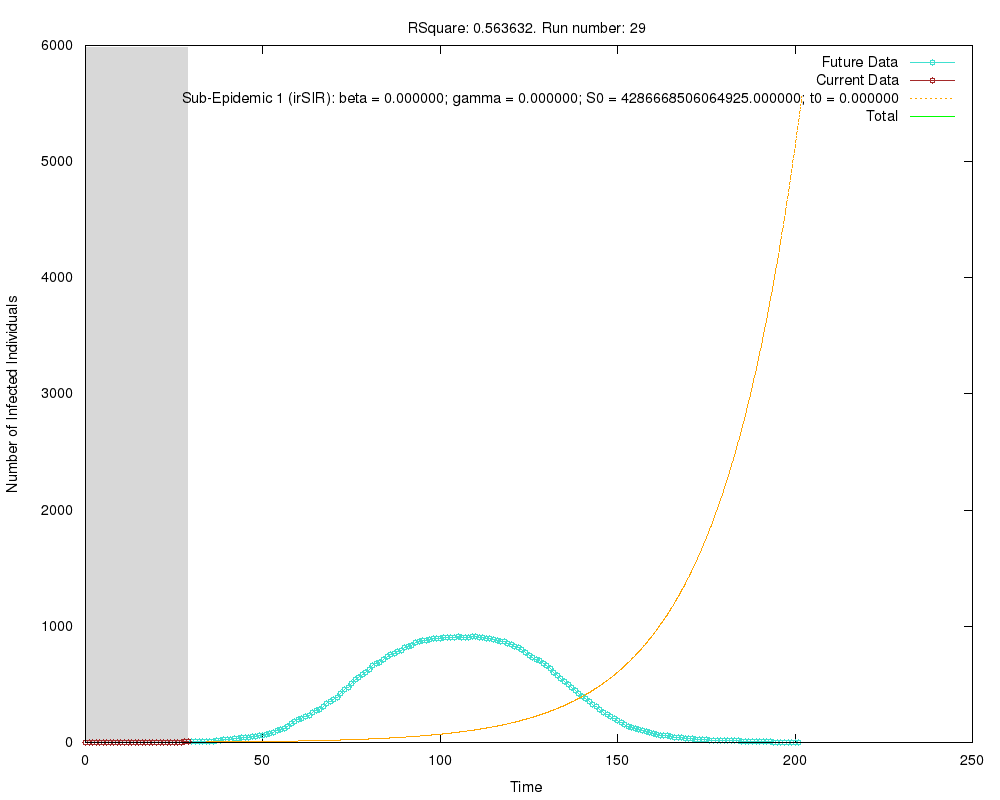 RSquare: 0.563632. Run number: 29
6000
5000
4000
3000
2000
1000
0
Number of Infected Individuals
Future Data
Current Data
Sub-Epidemic 1 (irSIR): beta = 0.000000; gamma = 0.000000; S0 = 4286668506064925.000000; t0 = 0.000000
Total
0 50 100 150 200 250
Time